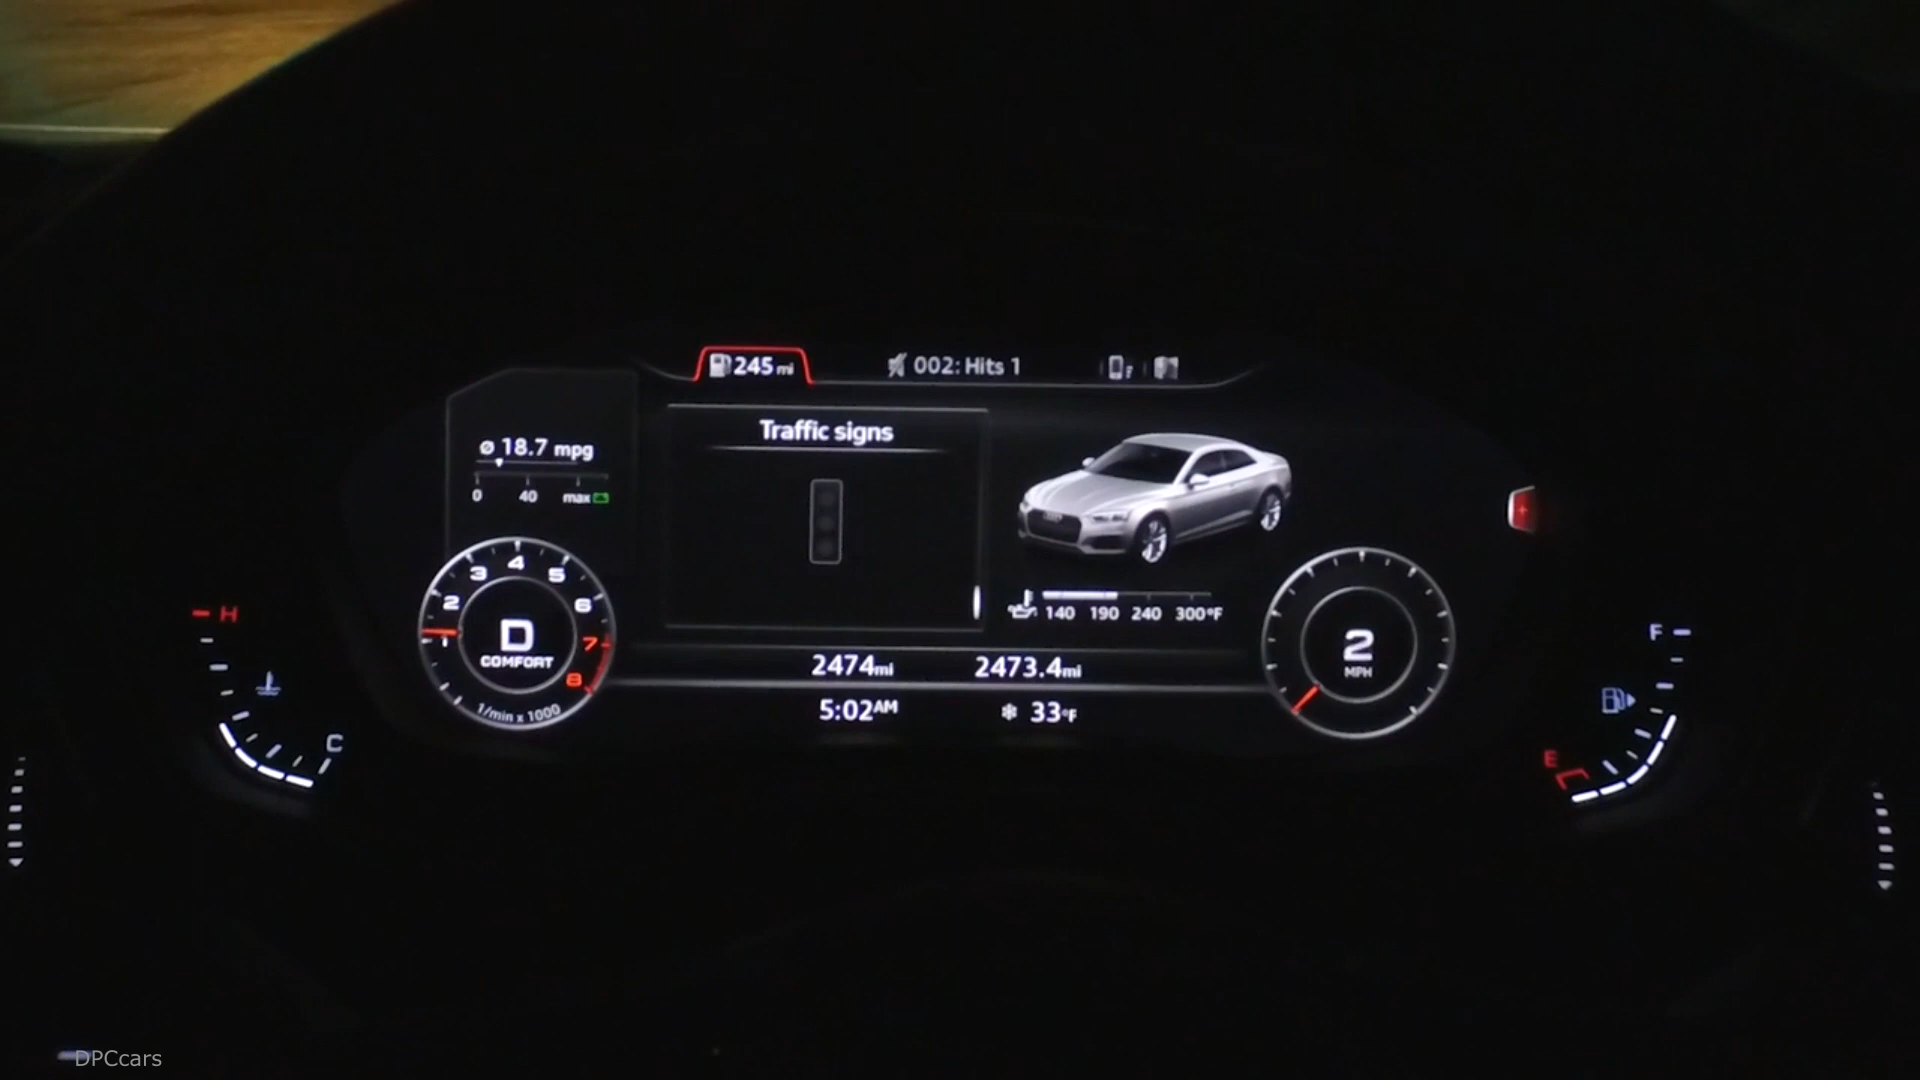 245 mi
002: Hits 1
Traffic signs
ø 18.7 mpg
0 40 max
140 190 240 300°F
1 2 3 4 5 6 7 8
D
COMFORT
1/min x 1000
2
MPH
2474mi 2473.4mi
5:02AM 33°F
H
C
F
E
+
DPCcars